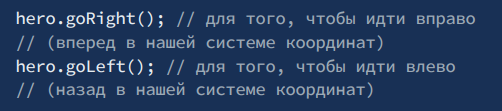 hero.goRight(); // для того, чтобы идти вправо
// (вперед в нашей системе координат)
hero.goLeft(); // для того, чтобы идти влево
// (назад в нашей системе координат)